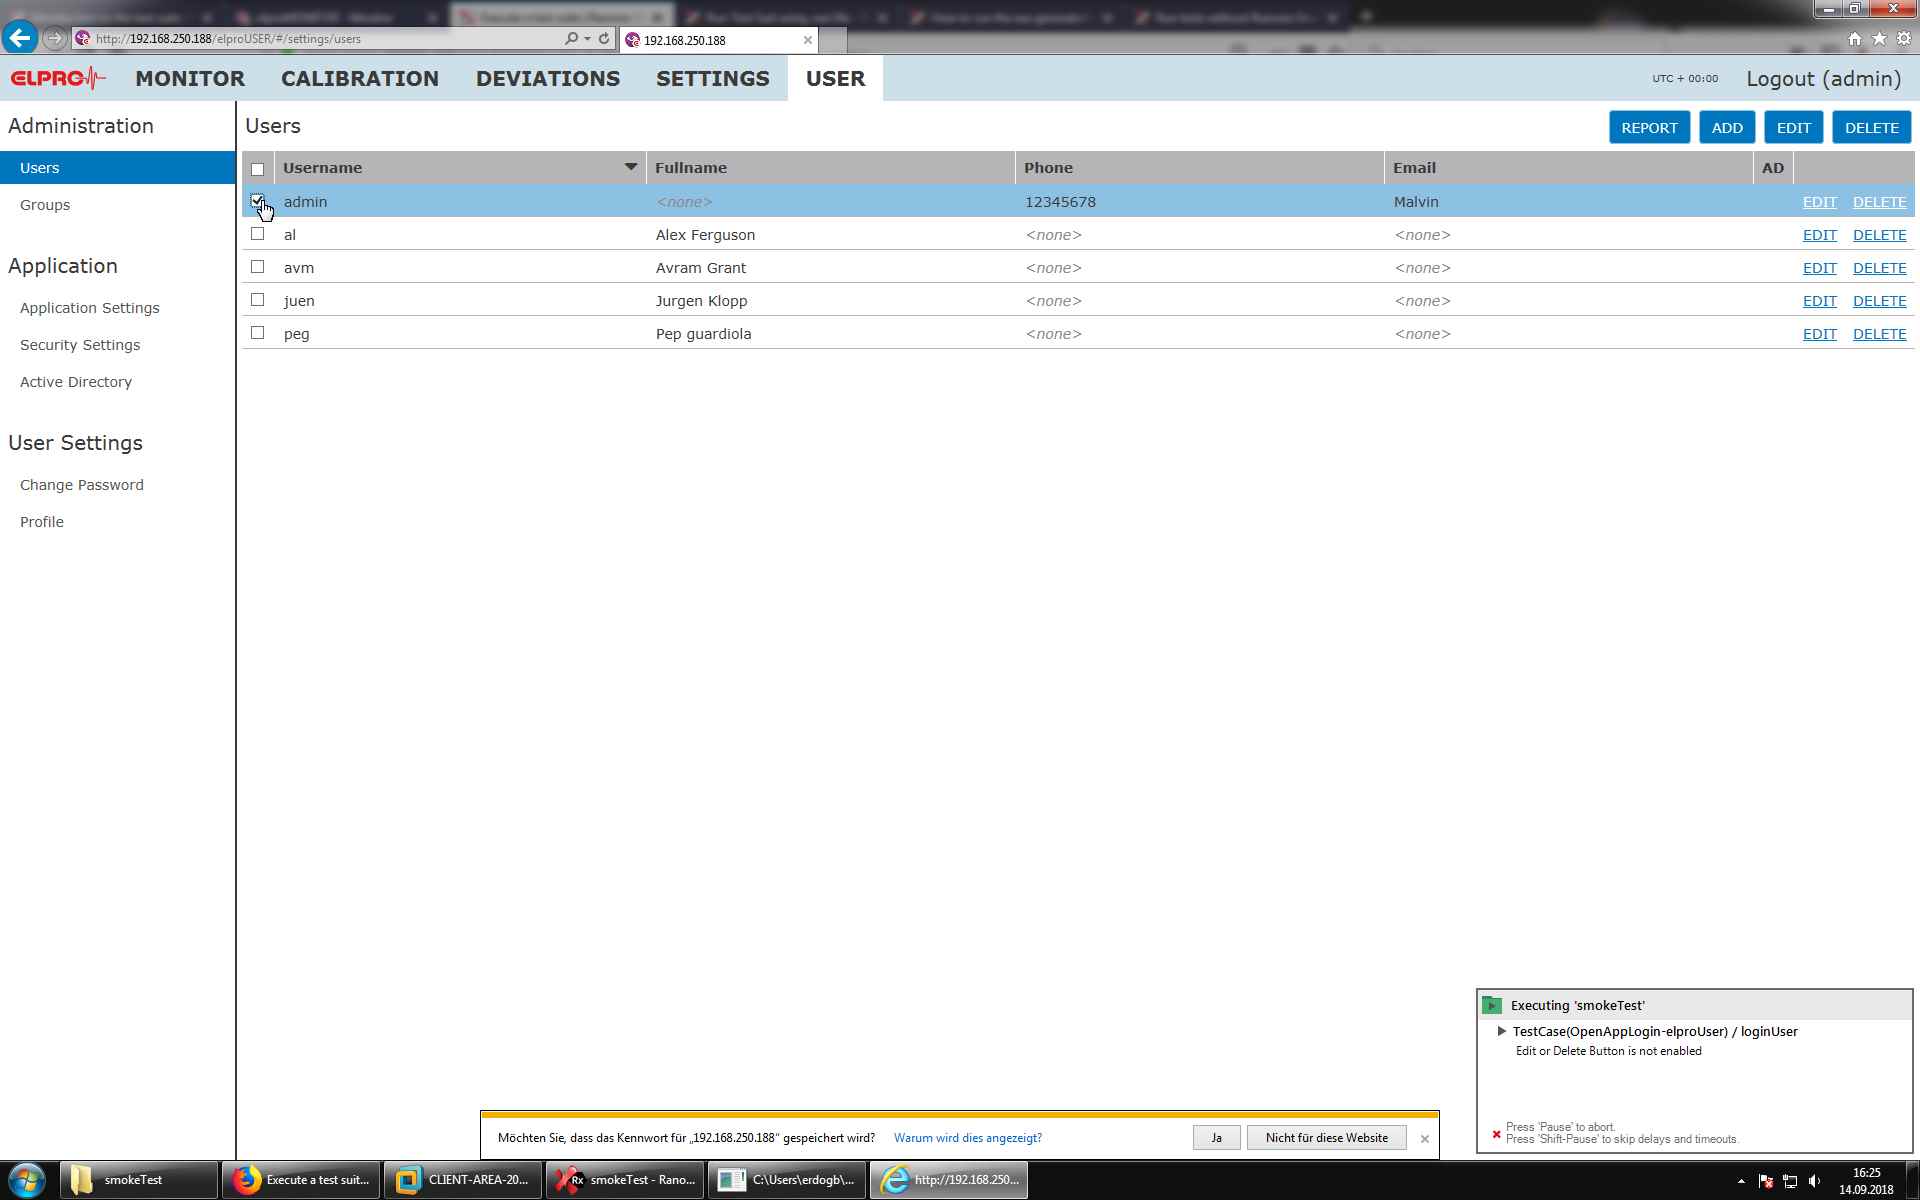 http://192.168.250.188/elproUSER/#/settings/users
192.168.250.188
ELPRO
MONITOR CALIBRATION DEVIATIONS SETTINGS USER
UTC + 00:00 Logout (admin)
Administration
Users
Groups
Application
Application Settings
Security Settings
Active Directory
User Settings
Change Password
Profile
Users
REPORT ADD EDIT DELETE
Username Fullname Phone Email AD
admin <none> 12345678 Malvin EDIT DELETE
al Alex Ferguson <none> <none> EDIT DELETE
avm Avram Grant <none> <none> EDIT DELETE
juen Jurgen Klopp <none> <none> EDIT DELETE
peg Pep guardiola <none> <none> EDIT DELETE
Executing 'smokeTest'
TestCase(OpenAppLogin-elproUser) / loginUser
Edit or Delete Button is not enabled
Press 'Pause' to abort.
Press 'Shift-Pause' to skip delays and timeouts.
Möchten Sie, dass das Kennwort für „192.168.250.188“ gespeichert wird? Warum wird dies angezeigt? Ja Nicht für diese Website
smokeTest
Execute a test suit...
CLIENT-AREA-20...
Rx
smokeTest - Rano...
C:\Users\erdogb\...
http://192.168.250...
16:25
14.09.2018